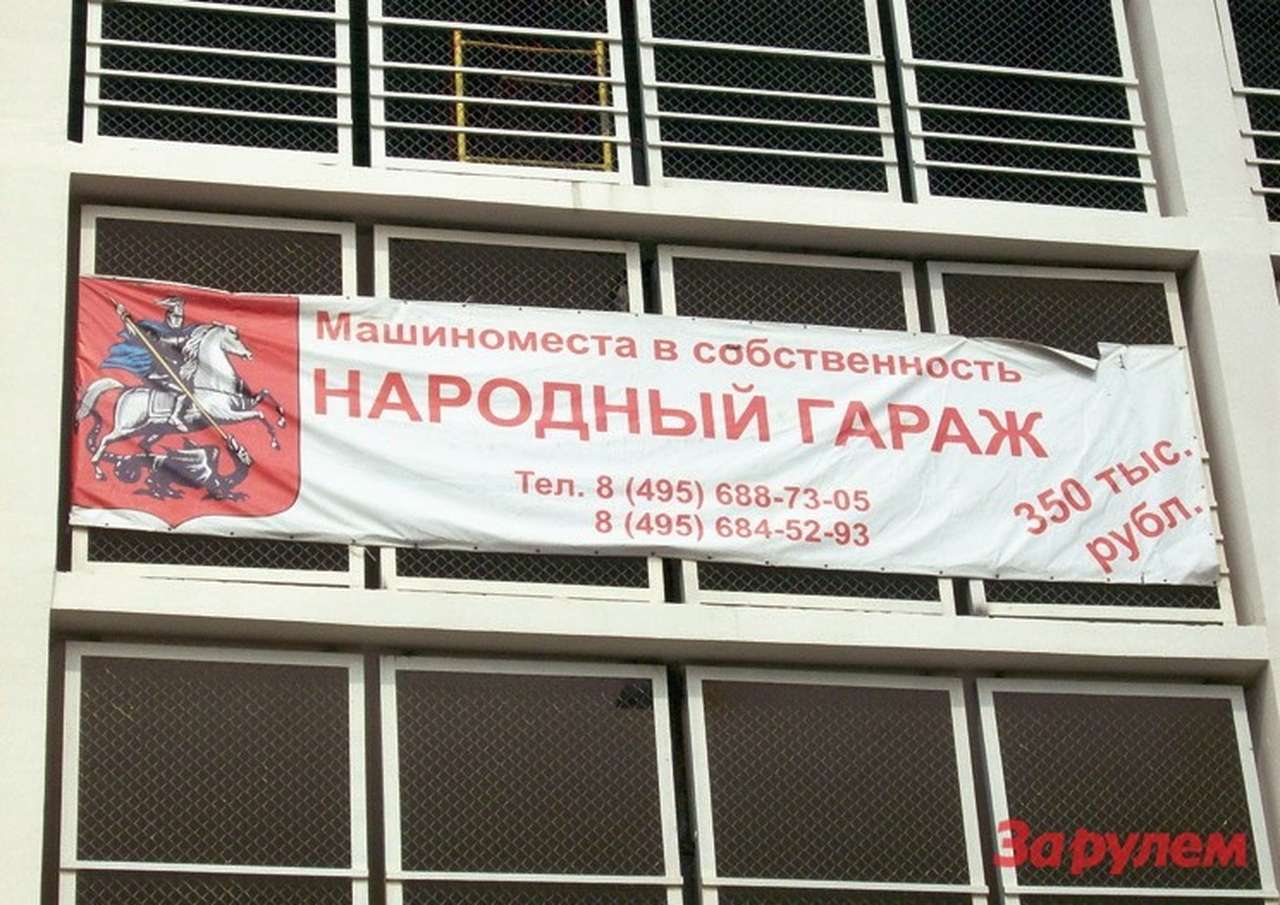 Машиноместа в собственность
НАРОДНЫЙ ГАРАЖ
Тел. 8 (495) 688-73-05
8 (495) 684-52-93
350 тыс.
рубл.
За рулем